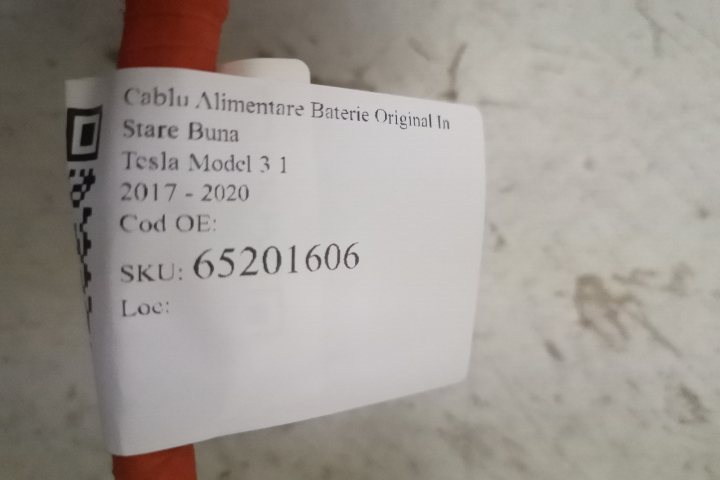 Cablu Alimentare Baterie Original In
Stare Buna
Tesla Model 3 1
2017 - 2020
Cod OE:
SKU: 65201606
Loc: